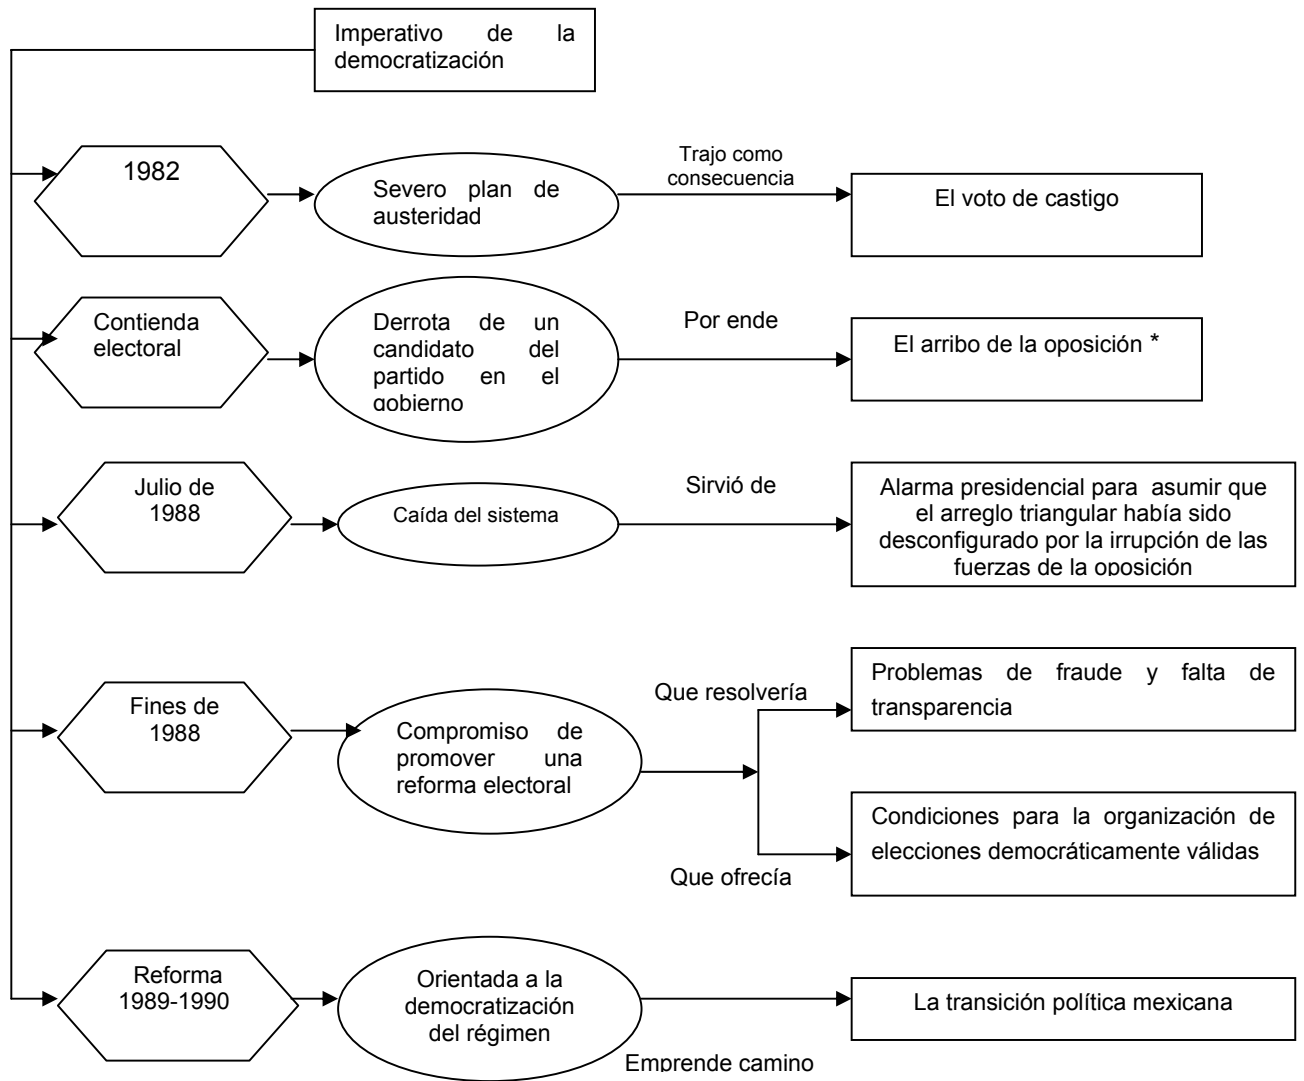 Imperativo de la
democratización
1982
Severo plan de
austeridad
Trajo como
consecuencia
El voto de castigo
Contienda
electoral
Derrota de un
candidato del
partido en el
gobierno
Por ende
El arribo de la oposición *
Julio de
1988
Caída del sistema
Sirvió de
Alarma presidencial para asumir que
el arreglo triangular había sido
desconfigurado por la irrupción de las
fuerzas de la oposición
Fines de
1988
Compromiso de
promover una
reforma electoral
Que resolvería
Problemas de fraude y falta de
transparencia
Que ofrecía
Condiciones para la organización de
elecciones democráticamente válidas
Reforma
1989-1990
Orientada a la
democratización
del régimen
Emprende camino
La transición política mexicana